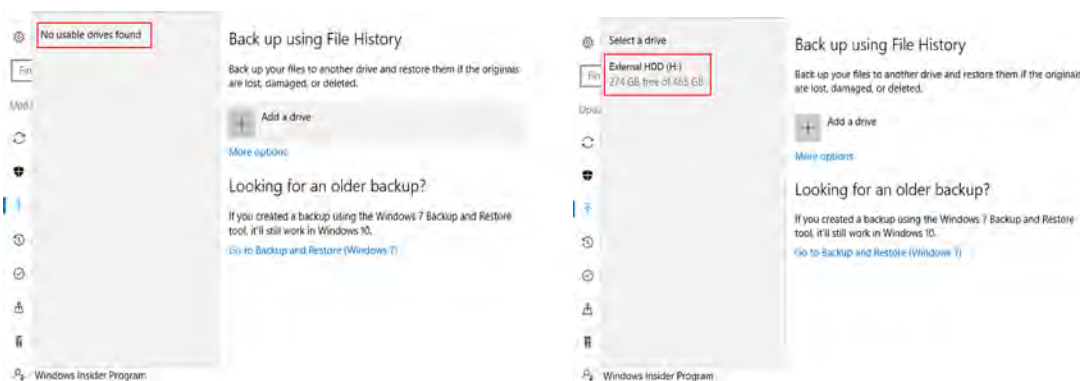 No usable drives found
Back up using File History
Fin
Back up your files to another drive and restore them if the originals
are lost, damaged, or deleted.
Add a drive
More options
Looking for an older backup?
If you created a backup using the Windows 7 Backup and Restore
tool, it'll still work in Windows 10.
Go to Backup and Restore (Windows 7)
Windows Insider Program
Select a drive
External HDD (H:)
274 GB free of 465 GB
Back up using File History
Fin
Back up your files to another drive and restore them if the originals
are lost, damaged, or deleted.
Add a drive
More options
Looking for an older backup?
If you created a backup using the Windows 7 Backup and Restore
tool, it'll still work in Windows 10.
Go to Backup and Restore (Windows 7)
Windows Insider Program